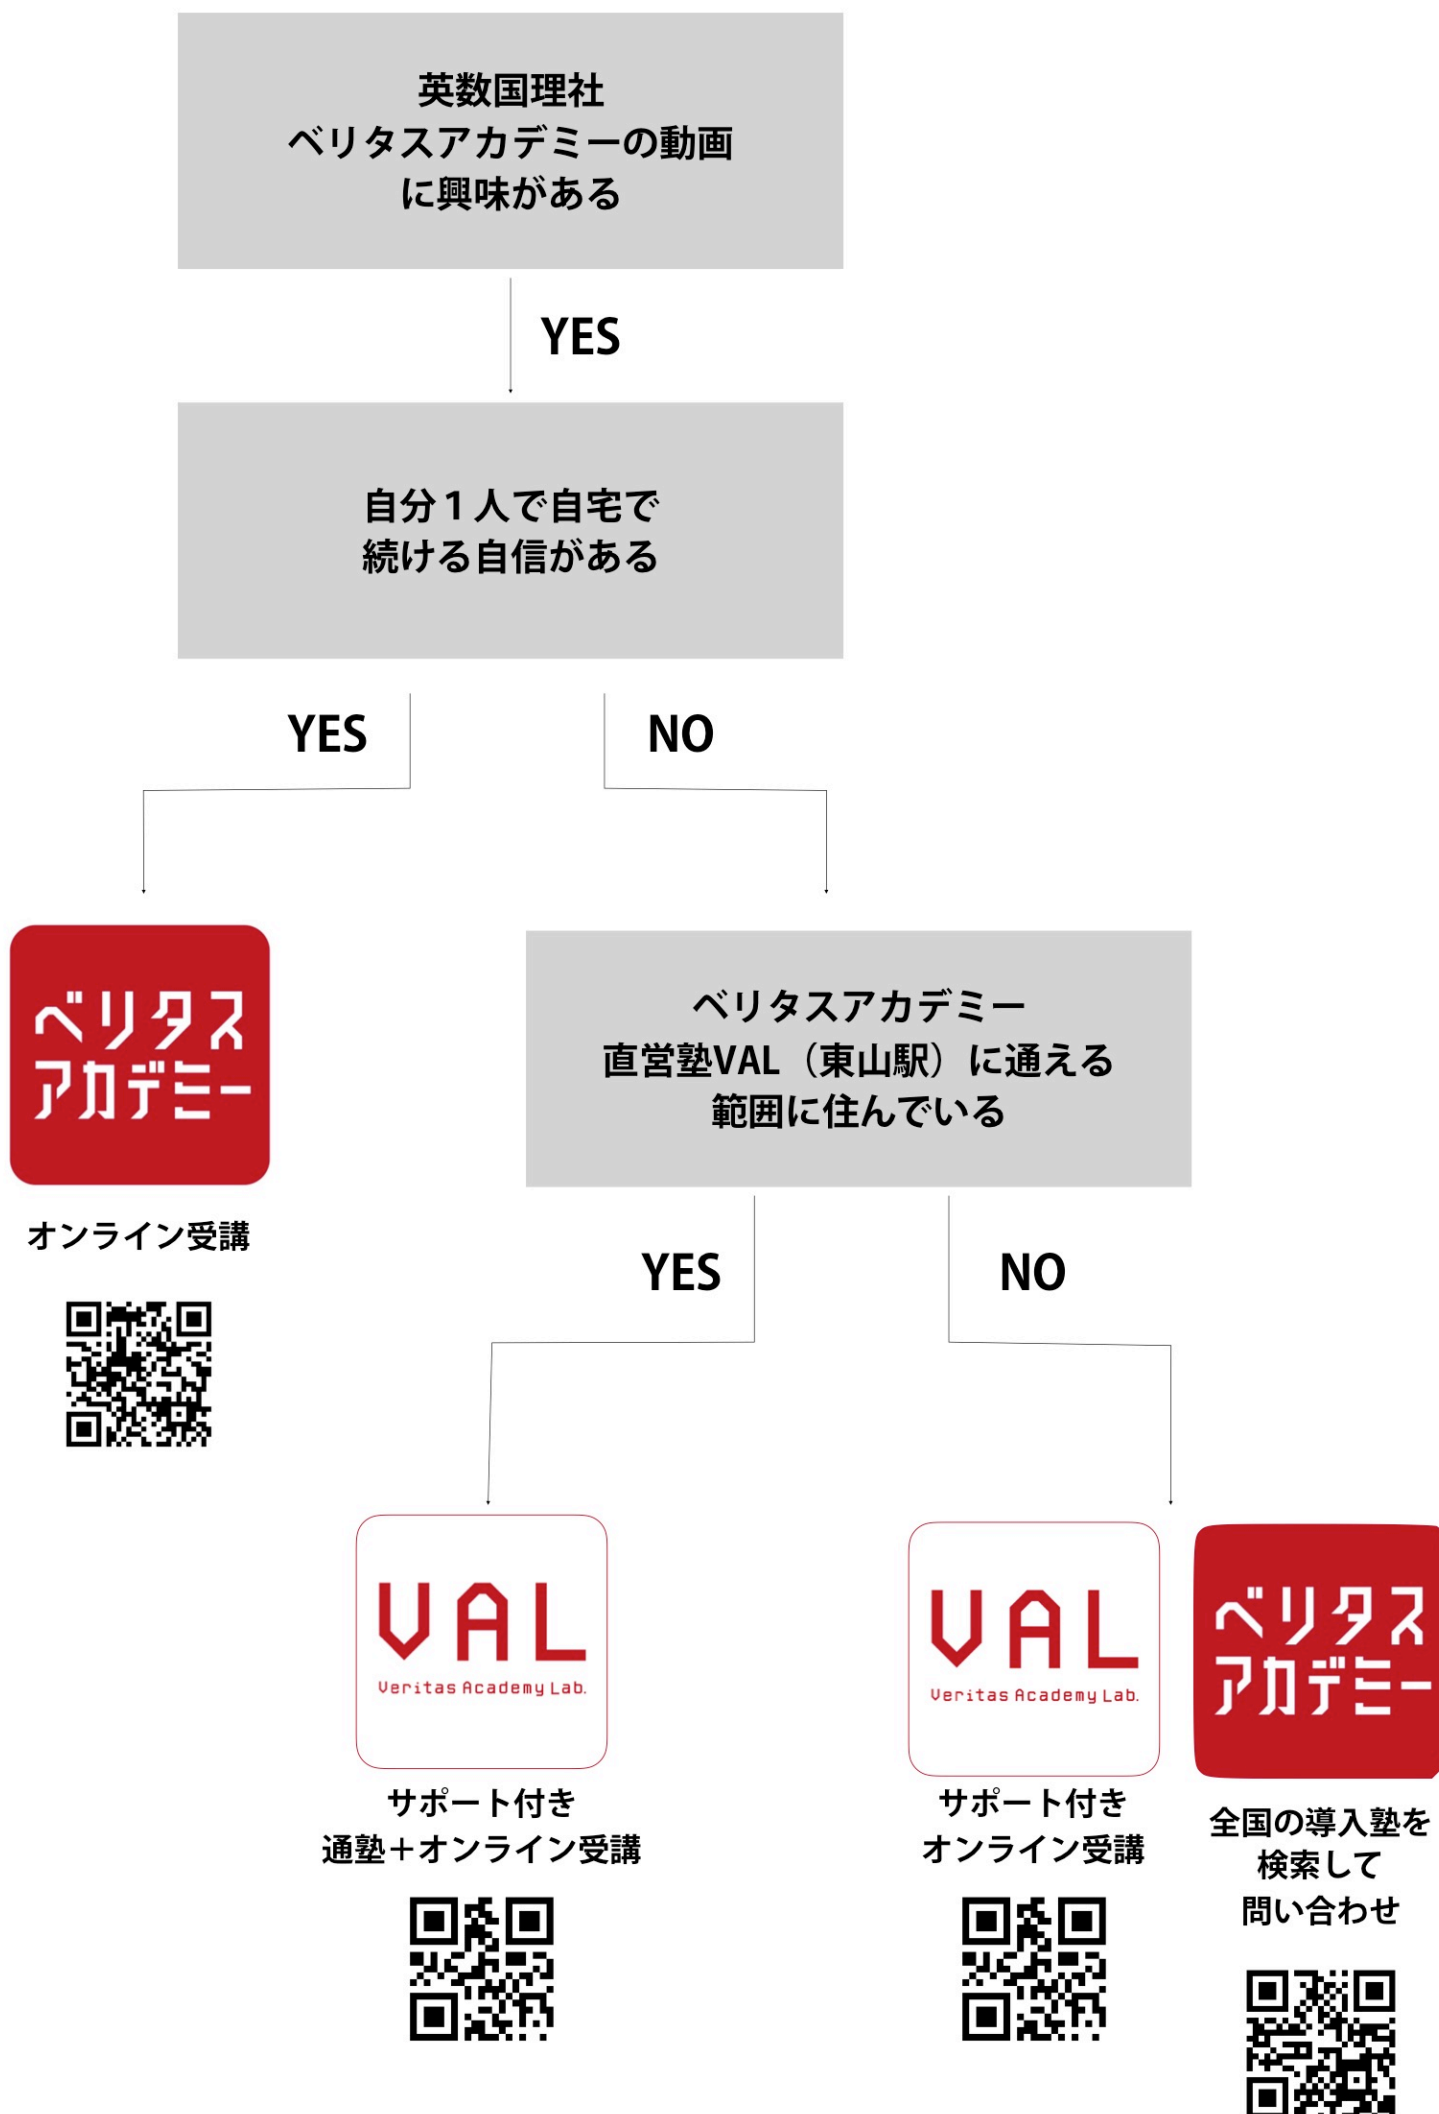 英数国理社
ベリタスアカデミーの動画
に興味がある
YES
自分１人で自宅で
続ける自信がある
YES
NO
ベリタス
アカデミー
オンライン受講
ベリタスアカデミー
直営塾VAL（東山駅）に通える
範囲に住んでいる
YES
NO
VAL
Veritas Academy Lab.
サポート付き
通塾＋オンライン受講
VAL
Veritas Academy Lab.
サポート付き
オンライン受講
ベリタス
アカデミー
全国の導入塾を
検索して
問い合わせ